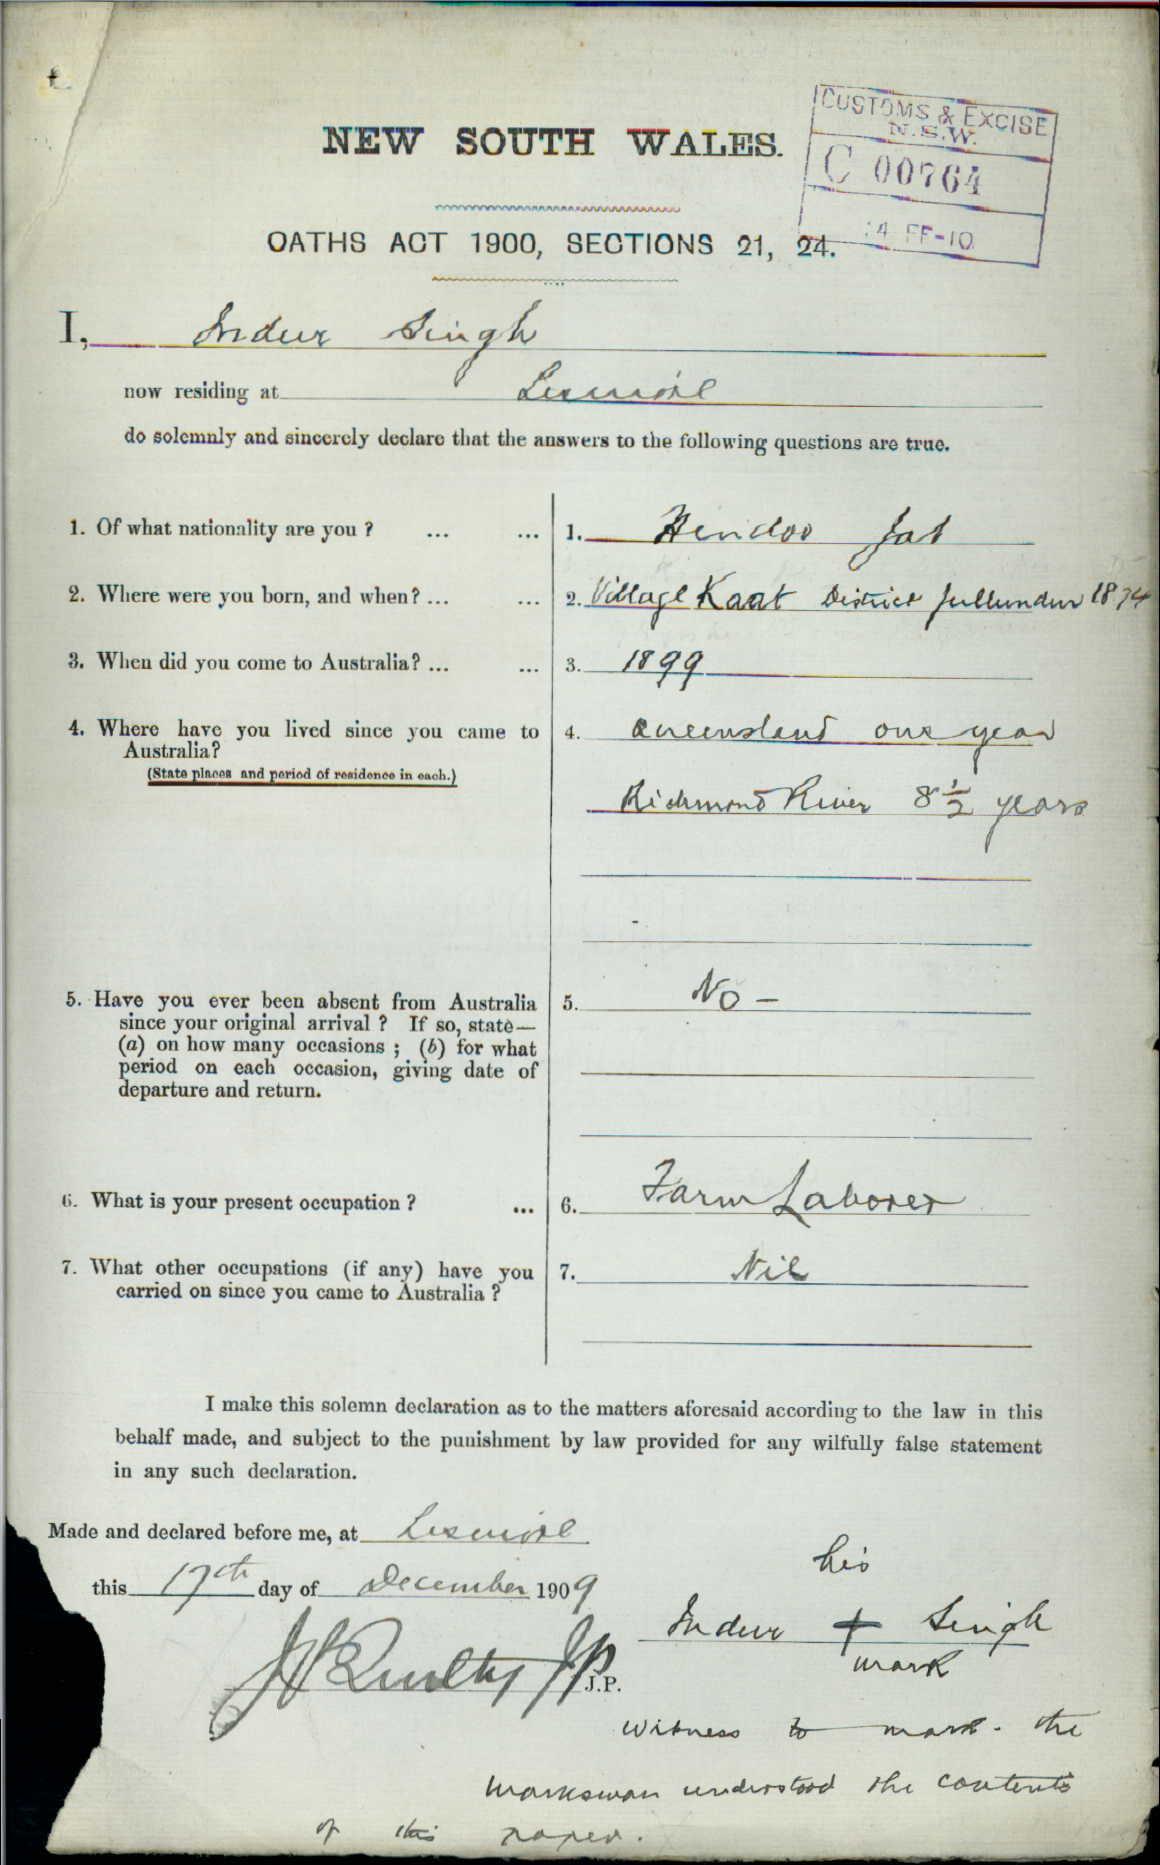 CUSTOMS & EXCISE
N.S.W.
C 00764
NEW SOUTH WALES.
OATHS ACT 1900, SECTIONS 21, 24.
I, Indur Singh
now residing at Lismore
do solemnly and sincerely declare that the answers to the following questions are true.
1. Of what nationality are you ? ... ... 1. Hindoo Jat
2. Where were you born, and when? ... ... 2. Village Kaat District Jullundur 1874
3. When did you come to Australia? ... ... 3. 1899
4. Where have you lived since you came to 4. Queensland one year
Australia?
(State places and period of residence in each.)
Richmond River 8 1/2 years
5. Have you ever been absent from Australia 5. No -
since your original arrival ? If so, state—
(a) on how many occasions ; (b) for what
period on each occasion, giving date of
departure and return.
6. What is your present occupation ? ... 6. Farm Laborer
7. What other occupations (if any) have you 7. Nil
carried on since you came to Australia ?
I make this solemn declaration as to the matters aforesaid according to the law in this
behalf made, and subject to the punishment by law provided for any wilfully false statement
in any such declaration.
Made and declared before me, at Lismore
this 17th day of December 1909
his
Indur + Singh
mark
JP J.P.
Witness to mark. the
marksman understood the contents
of this paper.